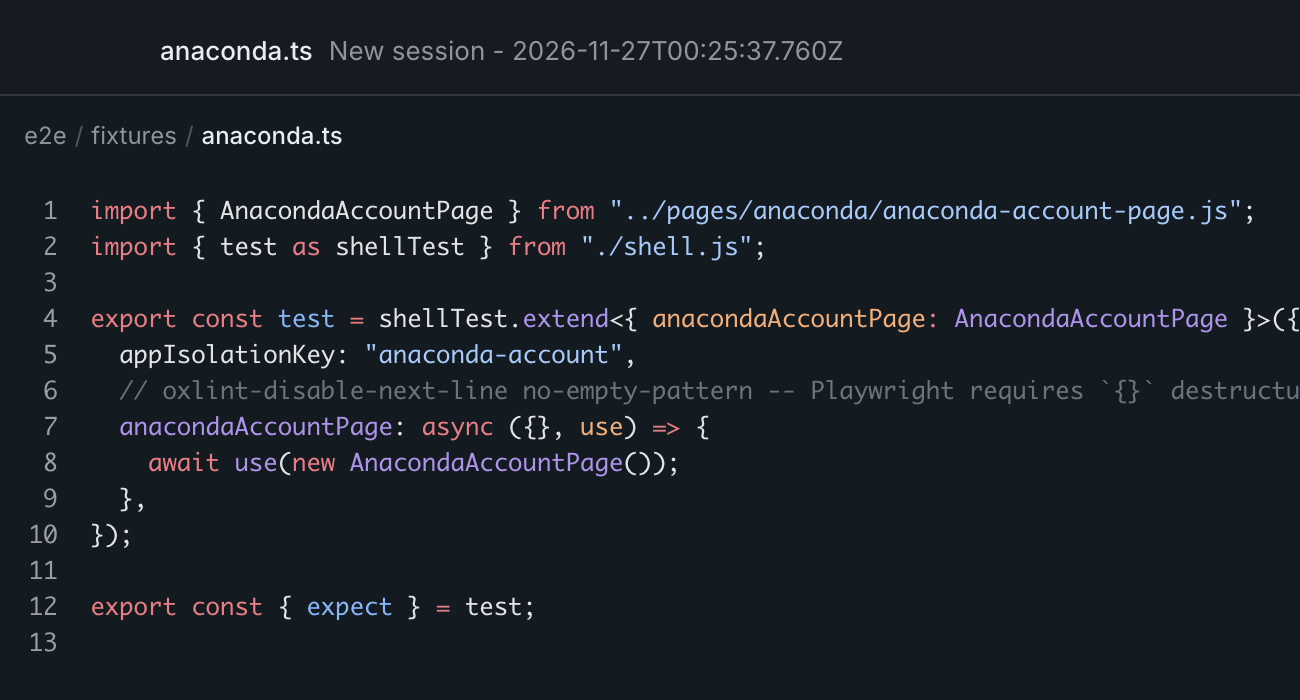 anaconda.ts New session - 2026-11-27T00:25:37.760Z
e2e / fixtures / anaconda.ts
1 import { AnacondaAccountPage } from "../pages/anaconda/anaconda-account-page.js";
2 import { test as shellTest } from "./shell.js";
3
4 export const test = shellTest.extend<{ anacondaAccountPage: AnacondaAccountPage }>({
5   appIsolationKey: "anaconda-account",
6   // oxlint-disable-next-line no-empty-pattern -- Playwright requires `{}` destructu
7   anacondaAccountPage: async ({}, use) => {
8     await use(new AnacondaAccountPage());
9   },
10 });
11
12 export const { expect } = test;
13